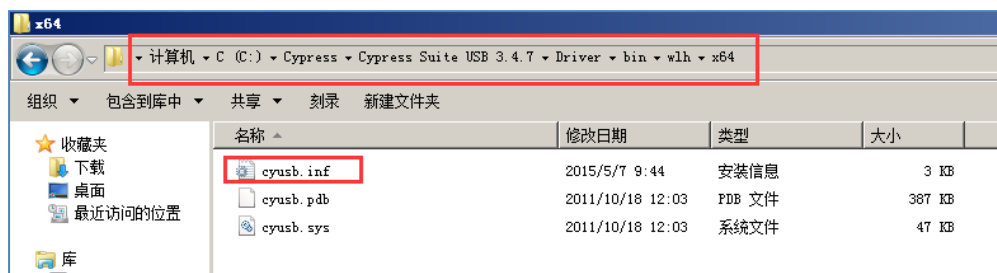 x64
计算机 C (C:) Cypress Cypress Suite USB 3.4.7 Driver bin wlh x64
组织 包含到库中 共享 刻录 新建文件夹
收藏夹
下载
桌面
最近访问的位置
库
名称 修改日期 类型 大小
cyusb.inf 2015/5/7 9:44 安装信息 3 KB
cyusb.pdb 2011/10/18 12:03 PDB 文件 387 KB
cyusb.sys 2011/10/18 12:03 系统文件 47 KB